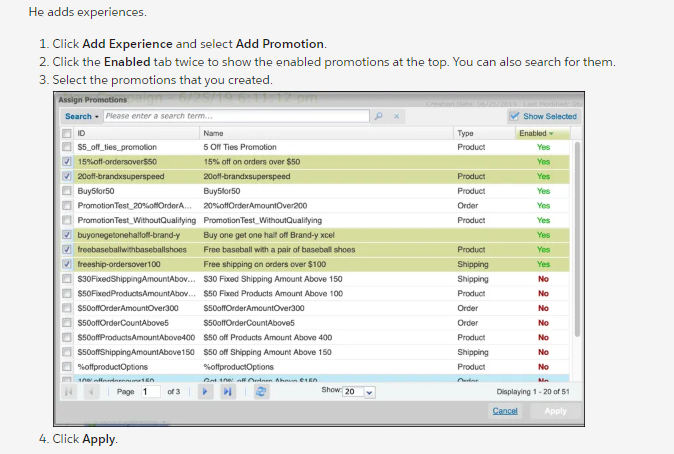 He adds experiences.
1. Click Add Experience and select Add Promotion.
2. Click the Enabled tab twice to show the enabled promotions at the top. You can also search for them.
3. Select the promotions that you created.
Assign Promotions
Search Please enter a search term... Show Selected
ID Name Type Enabled
$5_off_ties_promotion 5 Off Ties Promotion Product Yes
15%off-ordersover$50 15% off on orders over $50 Yes
20off-brandxsuperspeed 20off-brandxsuperspeed Product Yes
Buy5for50 Buy5for50 Product Yes
PromotionTest_20%offOrderA... 20%offOrderAmountOver200 Order Yes
PromotionTest_WithoutQualifying PromotionTest_WithoutQualifying Product Yes
buyonegetonehalfoff-brand-y Buy one get one half off Brand-y xcel Yes
freebaseballwithbaseballshoes Free baseball with a pair of baseball shoes Product Yes
freeship-ordersover100 Free shipping on orders over $100 Shipping Yes
$30FixedShippingAmountAbov... $30 Fixed Shipping Amount Above 150 Shipping No
$50FixedProductsAmountAbov... $50 Fixed Products Amount Above 100 Product No
$50offOrderAmountOver300 $50offOrderAmountOver300 Order No
$50offOrderCountAbove5 $50offOrderCountAbove5 Order No
$50offProductsAmountAbove400 $50 off Products Amount Above 400 Product No
$50offShippingAmountAbove150 $50 off Shipping Amount Above 150 Shipping No
%offproductOptions %offproductOptions Product No
Page 1 of 3 Show: 20 Displaying 1 - 20 of 51
Cancel Apply
4. Click Apply.